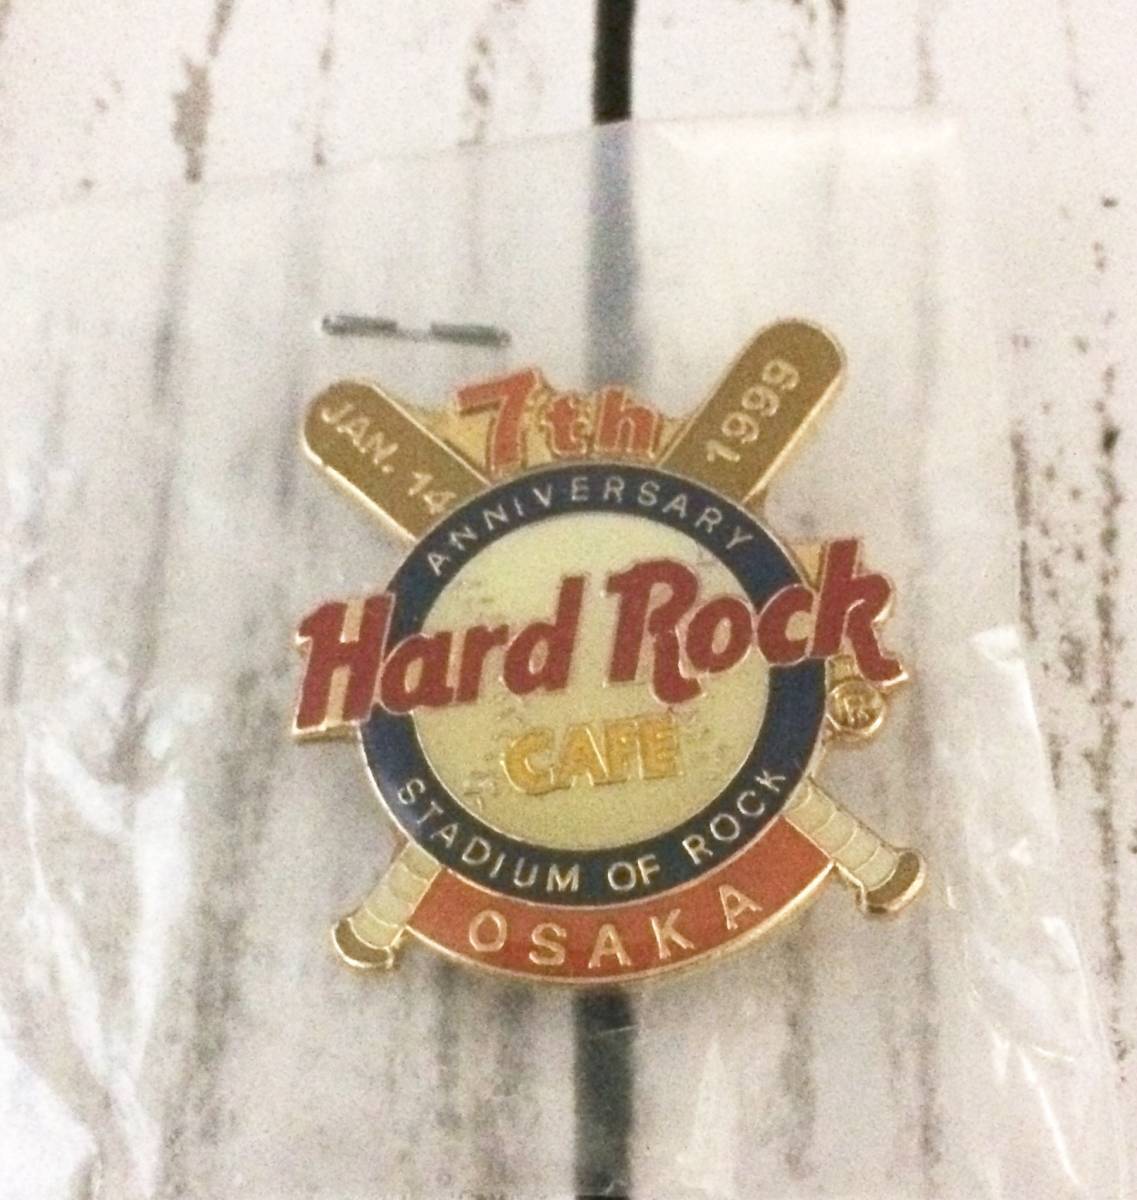 7th
JAN. 14
1999
ANNIVERSARY
Hard Rock
CAFE
®
STADIUM OF ROCK
OSAKA